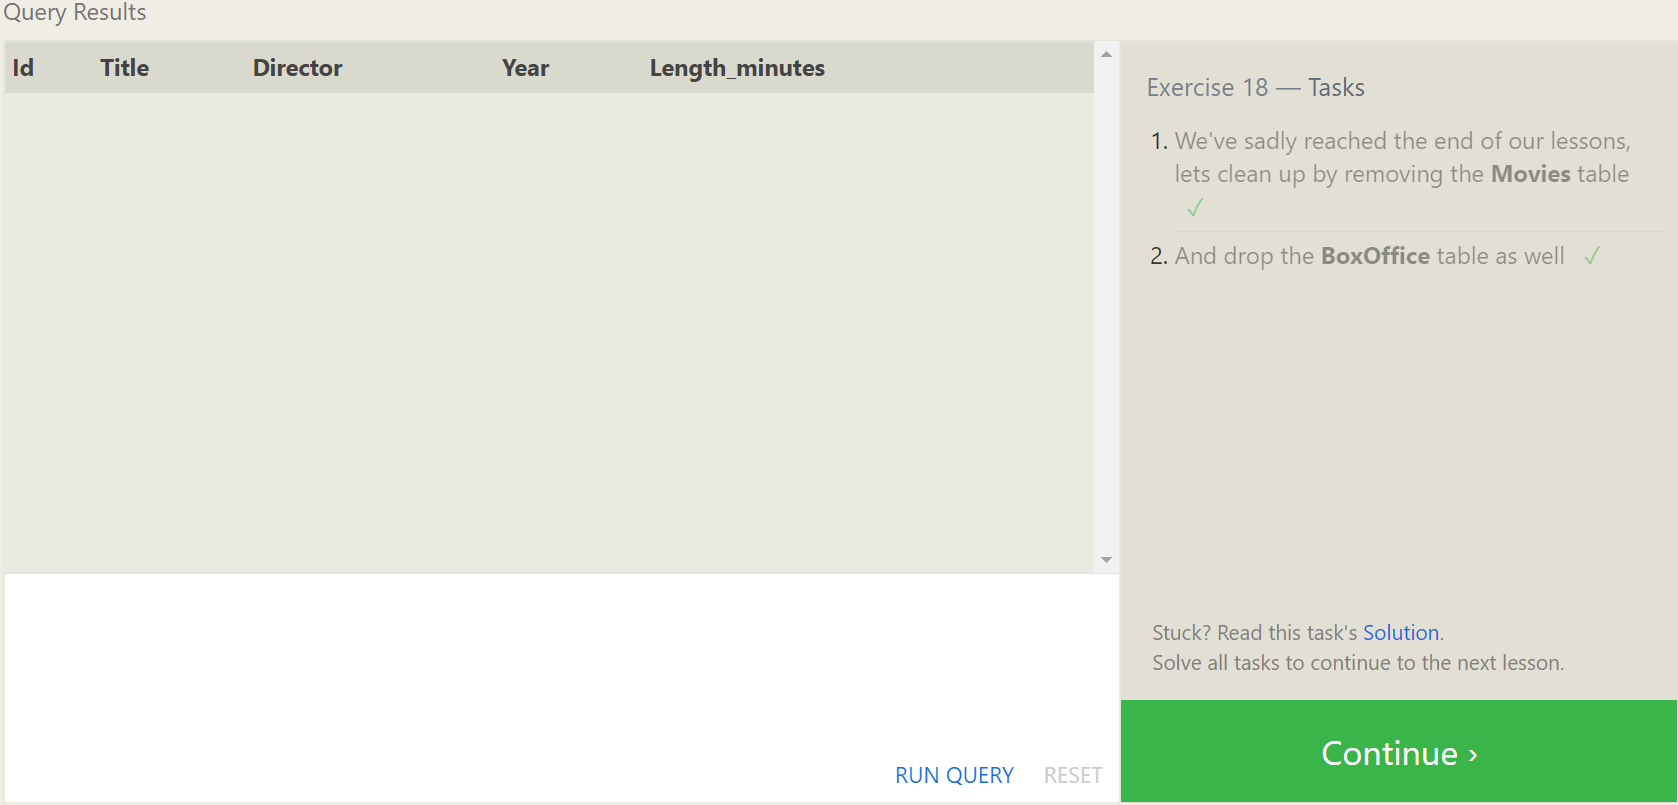 Query Results
Id Title Director Year Length_minutes
Exercise 18 — Tasks
1. We've sadly reached the end of our lessons,
lets clean up by removing the Movies table
✓
2. And drop the BoxOffice table as well ✓
Stuck? Read this task's Solution.
Solve all tasks to continue to the next lesson.
RUN QUERY RESET
Continue ›